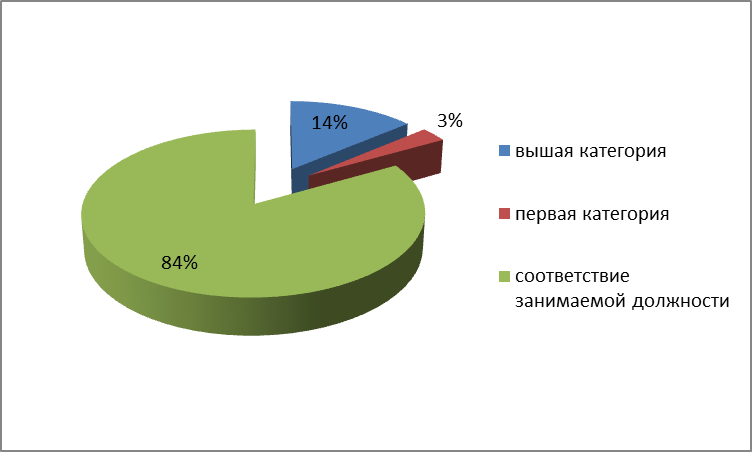 14%
3%
84%
вышая категория
первая категория
соответствие
занимаемой должности